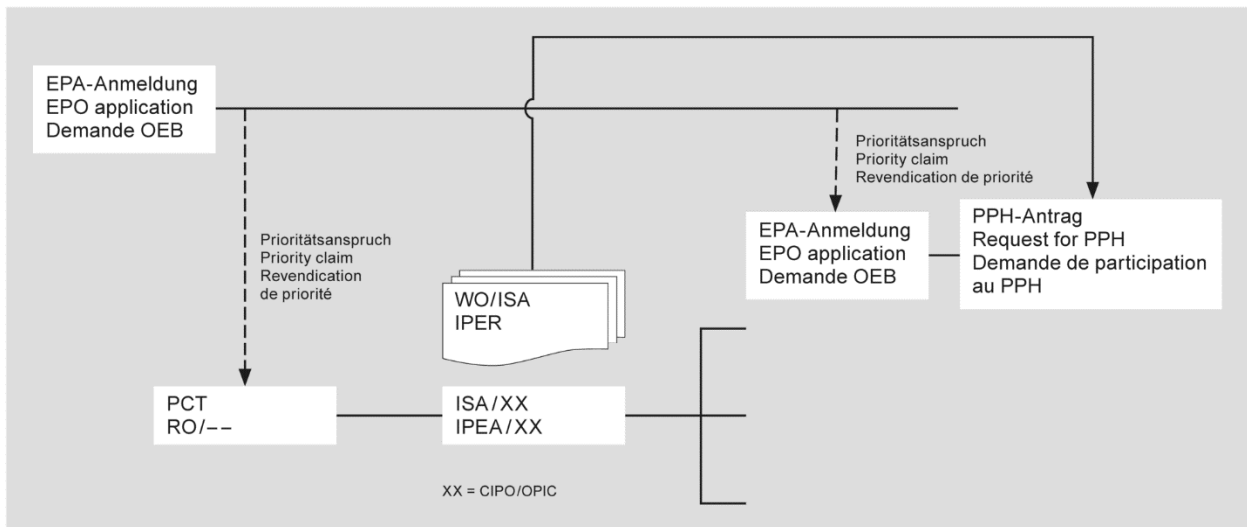 EPA-Anmeldung
EPO application
Demande OEB
Prioritätsanspruch
Priority claim
Revendication de priorité
EPA-Anmeldung
EPO application
Demande OEB
PPH-Antrag
Request for PPH
Demande de participation
au PPH
Prioritätsanspruch
Priority claim
Revendication
de priorité
WO/ISA
IPER
PCT
RO/--
ISA/XX
IPEA/XX
XX = CIPO/OPIC